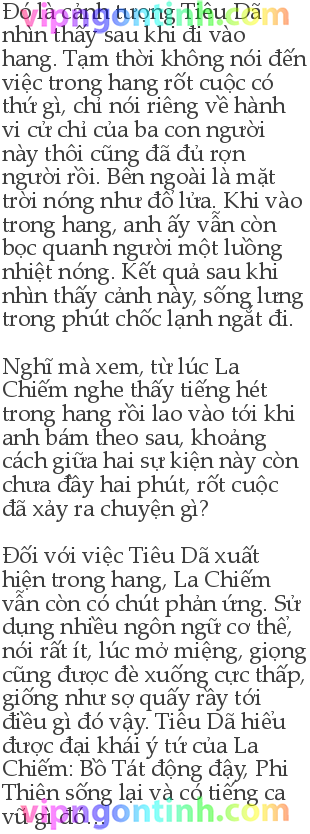 vipngontinh.com
Đó là cảnh tượng Tiêu Dã
nhìn thấy sau khi đi vào
hang. Tạm thời không nói đến
việc trong hang rốt cuộc có
thứ gì, chỉ nói riêng về hành
vi cử chỉ của ba con người
này thôi cũng đã đủ rợn
người rồi. Bên ngoài là mặt
trời nóng như đổ lửa. Khi vào
trong hang, anh ấy vẫn còn
bọc quanh người một luồng
nhiệt nóng. Kết quả sau khi
nhìn thấy cảnh này, sống lưng
trong phút chốc lạnh ngắt đi.
Nghĩ mà xem, từ lúc La
Chiếm nghe thấy tiếng hét
trong hang rồi lao vào tới khi
anh bám theo sau, khoảng
cách giữa hai sự kiện này còn
chưa đầy hai phút, rốt cuộc
đã xảy ra chuyện gì?
Đối với việc Tiêu Dã xuất
hiện trong hang, La Chiếm
vẫn còn có chút phản ứng. Sử
dụng nhiều ngôn ngữ cơ thể,
nói rất ít, lúc mở miệng, giọng
cũng được đè xuống cực thấp,
giống như sợ quấy rầy tới
điều gì đó vậy. Tiêu Dã hiểu
được đại khái ý tứ của La
Chiếm: Bồ Tát động đậy, Phi
Thiên sống lại và có tiếng ca
vũ gì đó...
vipngontinh.com